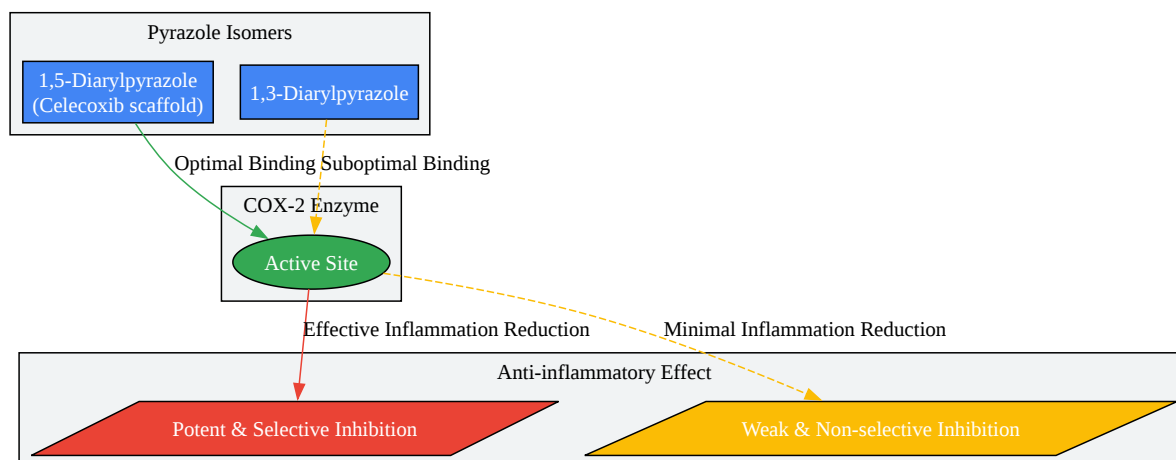 Pyrazole Isomers
1,5-Diarylpyrazole
(Celecoxib scaffold)
1,3-Diarylpyrazole
Optimal Binding
Suboptimal Binding
COX-2 Enzyme
Active Site
Effective Inflammation Reduction
Minimal Inflammation Reduction
Anti-inflammatory Effect
Potent & Selective Inhibition
Weak & Non-selective Inhibition